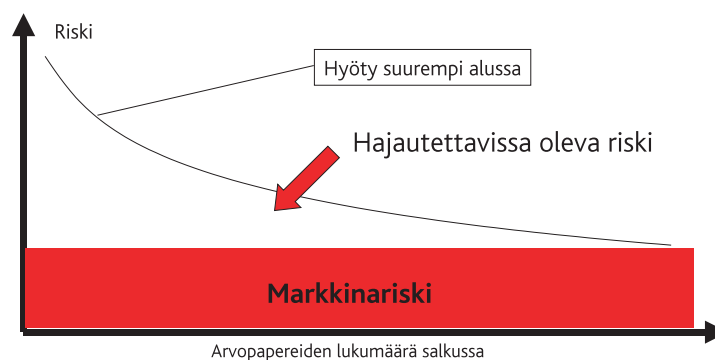 Riski
Hyöty suurempi alussa
Hajautettavissa oleva riski
Markkinariski
Arvopapereiden lukumäärä salkussa